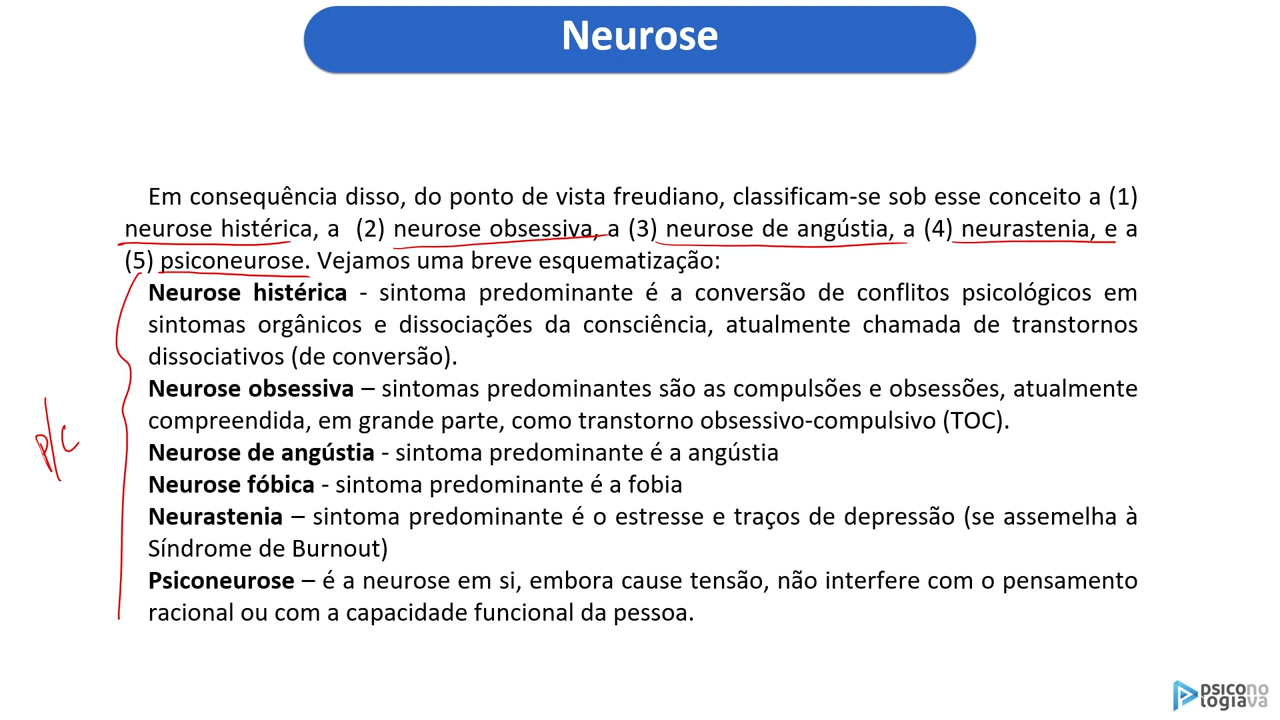 Neurose
Em consequência disso, do ponto de vista freudiano, classificam-se sob esse conceito a (1)
neurose histérica, a (2) neurose obsessiva, a (3) neurose de angústia, a (4) neurastenia, e a
(5) psiconeurose. Vejamos uma breve esquematização:
Neurose histérica - sintoma predominante é a conversão de conflitos psicológicos em
sintomas orgânicos e dissociações da consciência, atualmente chamada de transtornos
dissociativos (de conversão).
Neurose obsessiva – sintomas predominantes são as compulsões e obsessões, atualmente
compreendida, em grande parte, como transtorno obsessivo-compulsivo (TOC).
Neurose de angústia - sintoma predominante é a angústia
Neurose fóbica - sintoma predominante é a fobia
Neurastenia – sintoma predominante é o estresse e traços de depressão (se assemelha à
Síndrome de Burnout)
Psiconeurose – é a neurose em si, embora cause tensão, não interfere com o pensamento
racional ou com a capacidade funcional da pessoa.
P/C
psicono
logiava